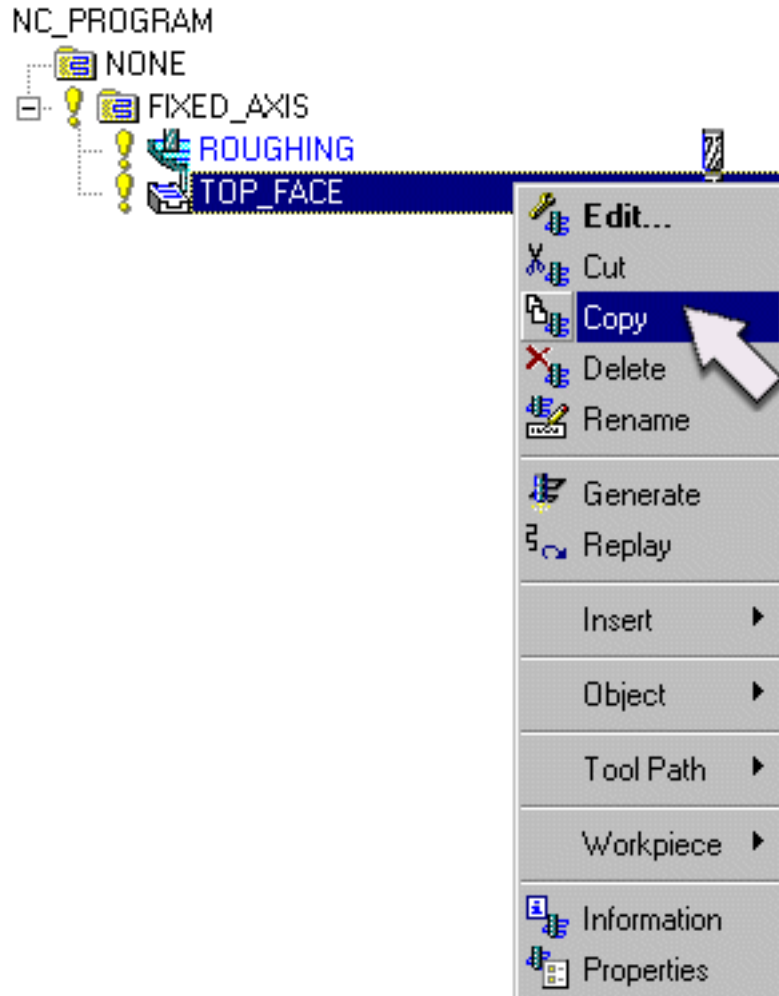 NC_PROGRAM
NONE
FIXED_AXIS
ROUGHING
TOP_FACE
Edit...
Cut
Copy
Delete
Rename
Generate
Replay
Insert
Object
Tool Path
Workpiece
Information
Properties